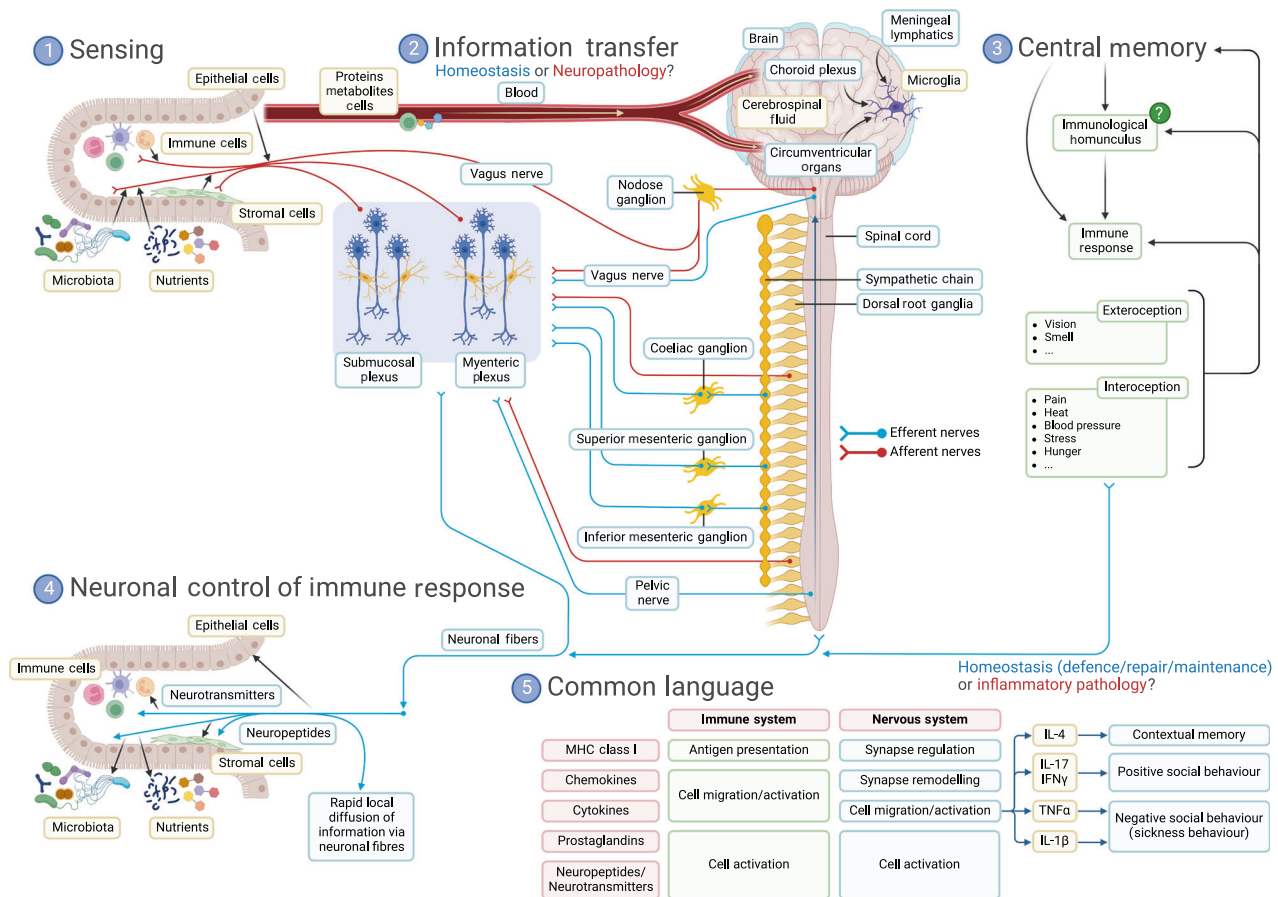 1 Sensing
Epithelial cells
Immune cells
Stromal cells
Microbiota
Nutrients
2 Information transfer
Homeostasis or Neuropathology?
Proteins
metabolites
cells
Blood
Vagus nerve
Brain
Meningeal
lymphatics
Choroid plexus
Microglia
Cerebrospinal
fluid
Circumventricular
organs
Nodose
ganglion
Vagus nerve
Spinal cord
Sympathetic chain
Dorsal root ganglia
Submucosal
plexus
Myenteric
plexus
Coeliac ganglion
Superior mesenteric ganglion
Inferior mesenteric ganglion
Pelvic
nerve
Efferent nerves
Afferent nerves
3 Central memory
?
Immunological
homunculus
Immune
response
Exteroception
• Vision
• Smell
• ...
Interoception
• Pain
• Heat
• Blood pressure
• Stress
• Hunger
• ...
4 Neuronal control of immune response
Epithelial cells
Neuronal fibers
Immune cells
Neurotransmitters
Neuropeptides
Stromal cells
Microbiota
Nutrients
Rapid local
diffusion of
information via
neuronal fibres
Homeostasis (defence/repair/maintenance)
or inflammatory pathology?
5 Common language
Immune system
Nervous system
MHC class I
Antigen presentation
Synapse regulation
Chemokines
Cell migration/activation
Synapse remodelling
Cytokines
Cell migration/activation
Prostaglandins
Neuropeptides/
Neurotransmitters
Cell activation
Cell activation
IL-4
Contextual memory
IL-17
IFNγ
Positive social behaviour
TNFα
IL-1β
Negative social behaviour
(sickness behaviour)